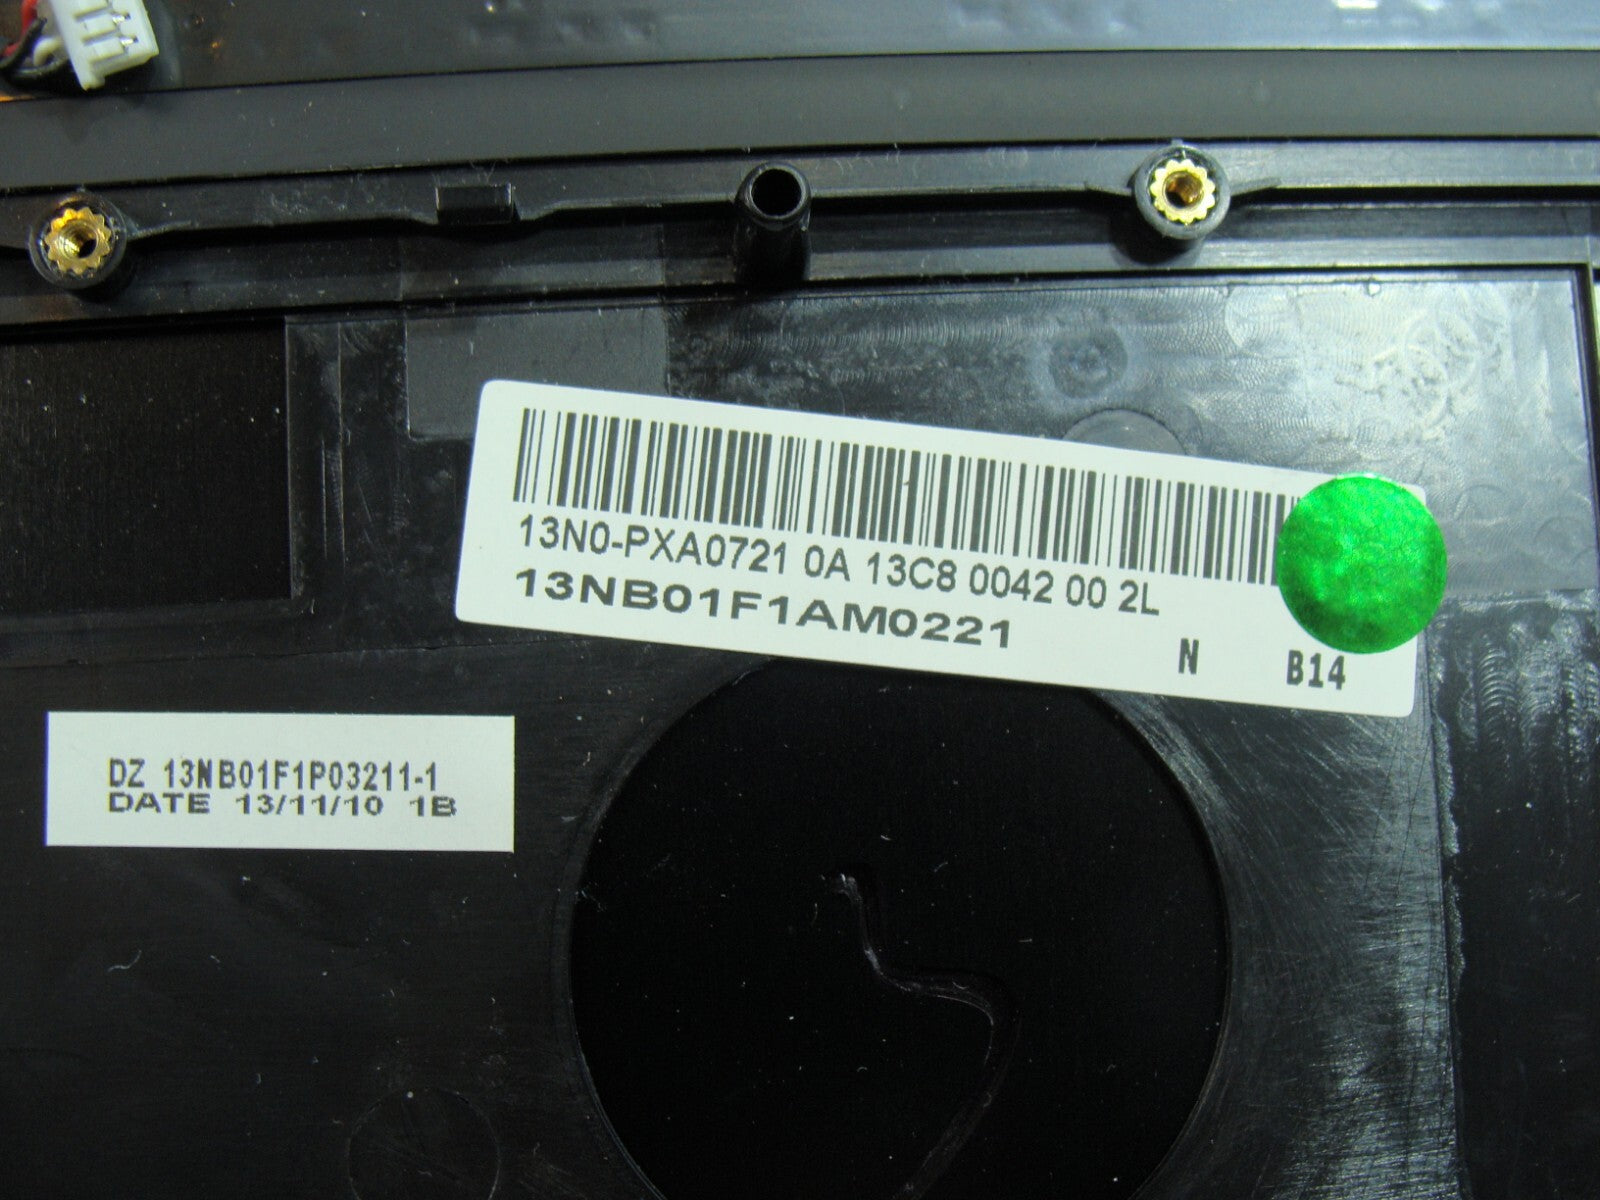 13N0-PXA0721 0A 13C8 0042 00 2L
13NB01F1AM0221
N B14
DZ 13NB01F1P03211-1
DATE 13/11/10 1B